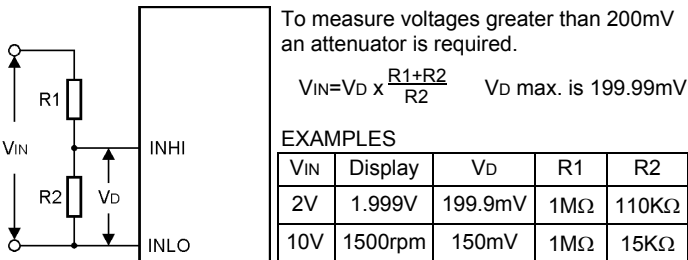 To measure voltages greater than 200mV
an attenuator is required.
VIN=VD x R1+R2/R2 VD max. is 199.99mV
R1
VIN
INHI
R2
VD
INLO
EXAMPLES
VIN Display VD R1 R2
2V 1.999V 199.9mV 1MΩ 110KΩ
10V 1500rpm 150mV 1MΩ 15KΩ